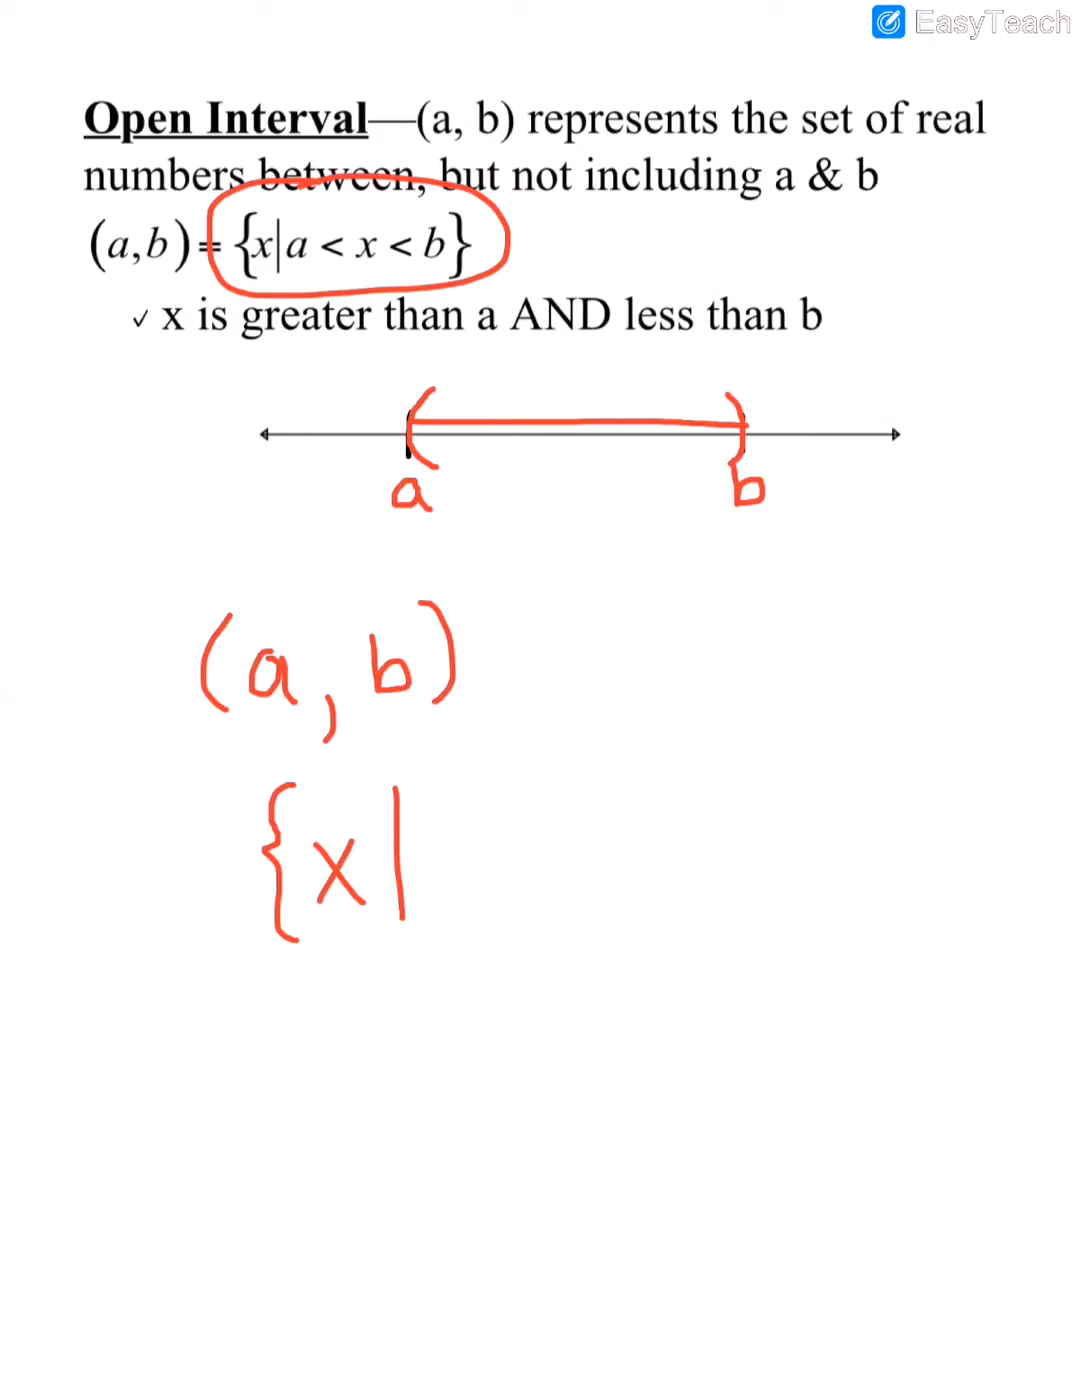 EasyTeach
Open Interval—(a, b) represents the set of real
numbers between, but not including a & b
(a,b)= {x|a < x < b}
✓ x is greater than a AND less than b
( )
a b
(a, b)
{x|